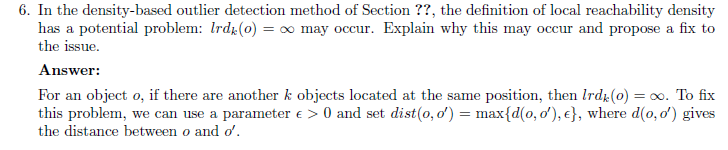 6. In the density-based outlier detection method of Section ??, the definition of local reachability density
has a potential problem: lrdₖ(o) = ∞ may occur. Explain why this may occur and propose a fix to
the issue.
Answer:
For an object o, if there are another k objects located at the same position, then lrdₖ(o) = ∞. To fix
this problem, we can use a parameter ϵ > 0 and set dist(o, o′) = max{d(o, o′), ϵ}, where d(o, o′) gives
the distance between o and o′.